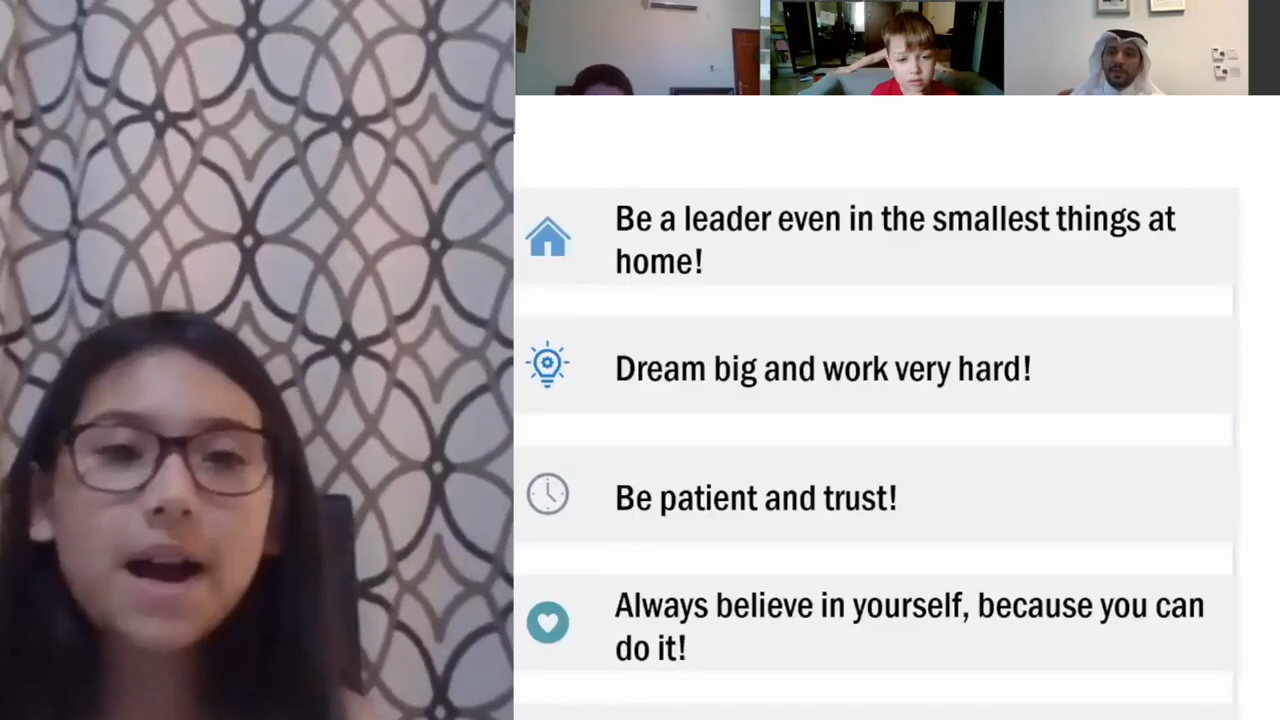 Be a leader even in the smallest things at
home!
Dream big and work very hard!
Be patient and trust!
Always believe in yourself, because you can
do it!